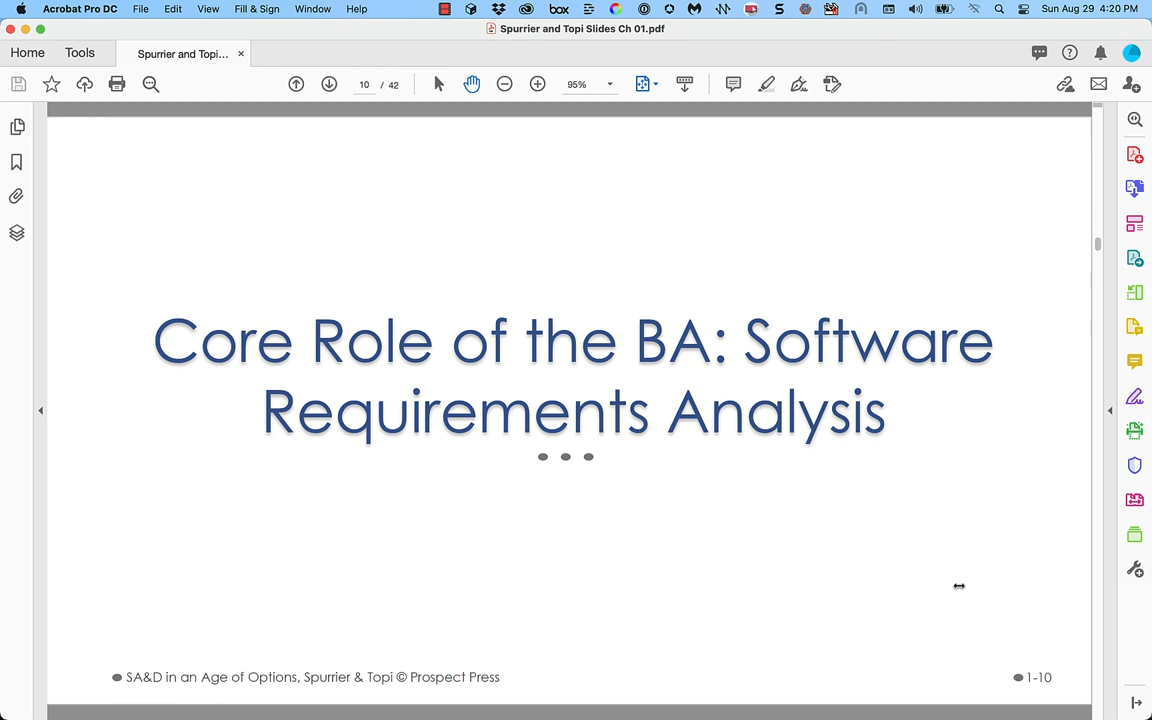 Acrobat Pro DC File Edit View Fill & Sign Window Help box S Sun Aug 29 4:20 PM
Spurrier and Topi Slides Ch 01.pdf
Home Tools Spurrier and Topi... ×
10 / 42 95%
Core Role of the BA: Software
Requirements Analysis
SA&D in an Age of Options, Spurrier & Topi © Prospect Press
1-10